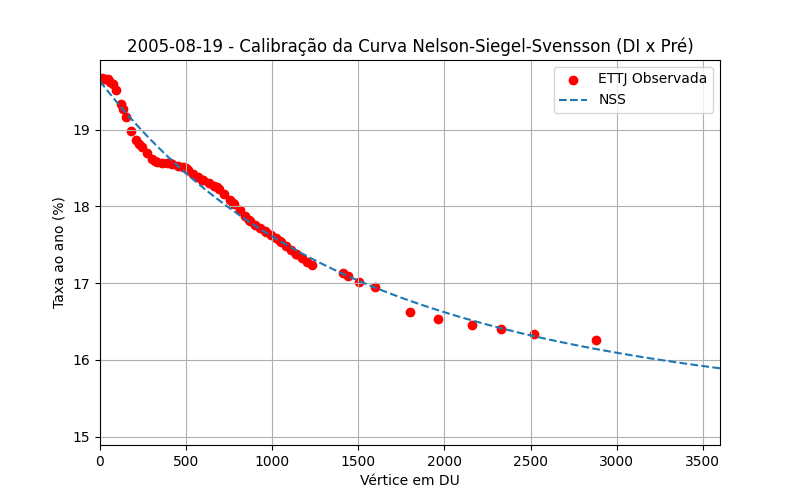 2005-08-19 - Calibração da Curva Nelson-Siegel-Svensson (DI x Pré)
ETTJ Observada
NSS
Taxa ao ano (%)
19
18
17
16
15
0 500 1000 1500 2000 2500 3000 3500
Vértice em DU